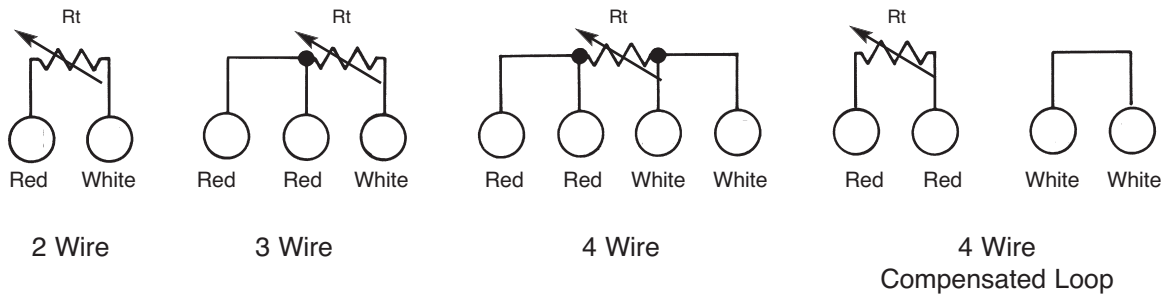 Rt Rt Rt Rt
Red White Red Red White Red Red White White Red Red White White
2 Wire 3 Wire 4 Wire 4 Wire
Compensated Loop